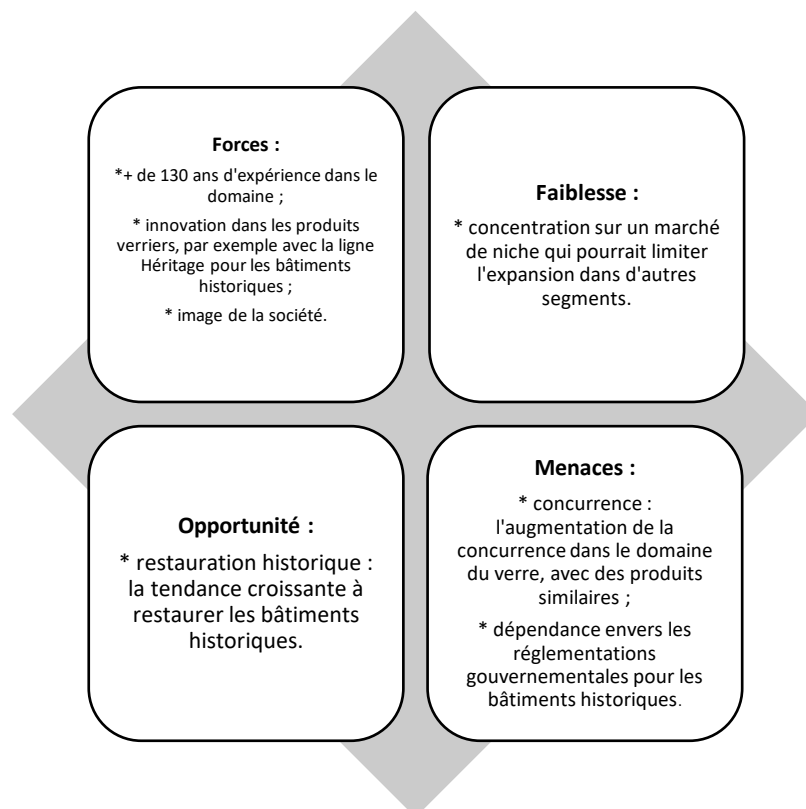 Forces :
*+ de 130 ans d'expérience dans le
domaine ;
* innovation dans les produits
verriers, par exemple avec la ligne
Héritage pour les bâtiments
historiques ;
* image de la société.
Faiblesse :
* concentration sur un marché
de niche qui pourrait limiter
l'expansion dans d'autres
segments.
Opportunité :
* restauration historique :
la tendance croissante à
restaurer les bâtiments
historiques.
Menaces :
* concurrence :
l'augmentation de la
concurrence dans le domaine
du verre, avec des produits
similaires ;
* dépendance envers les
réglementations
gouvernementales pour les
bâtiments historiques.